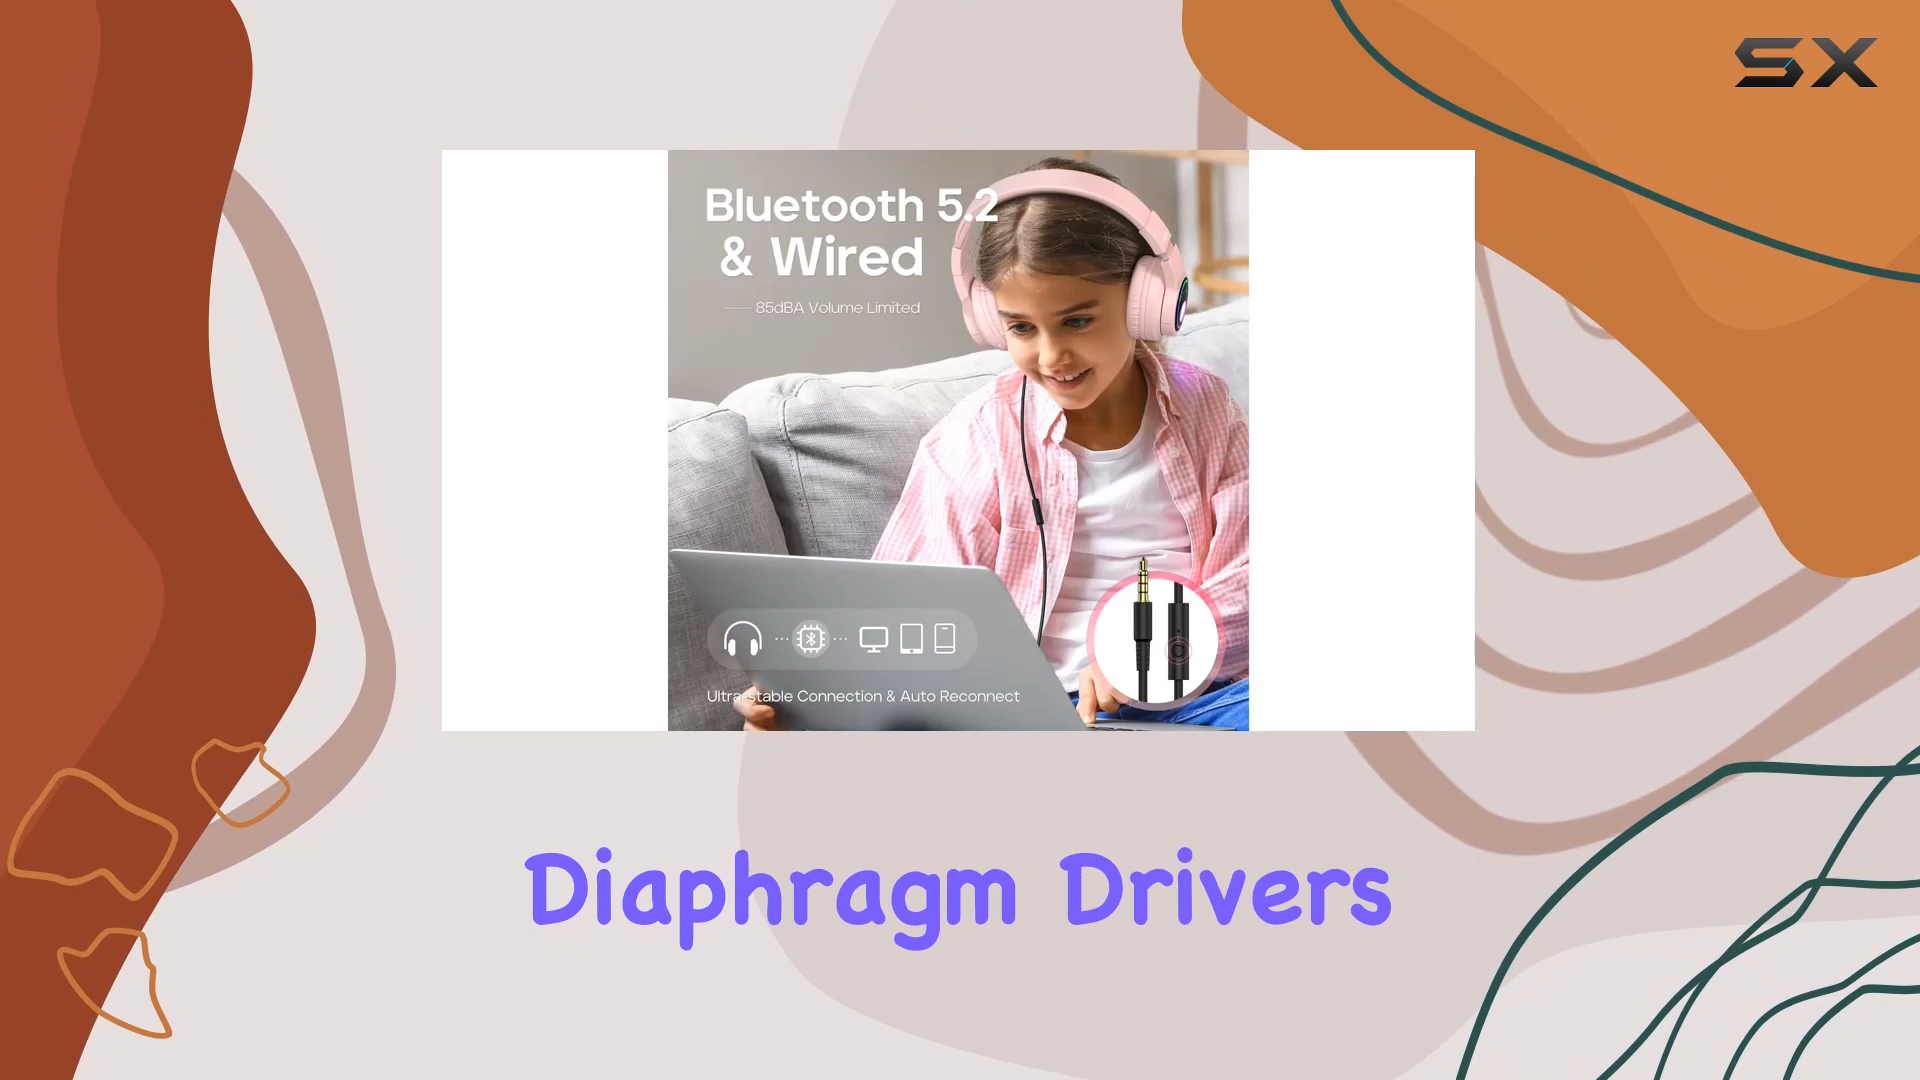 SX
Bluetooth 5.2
& Wired
85dBA Volume Limited
Ultra-stable Connection & Auto Reconnect
Diaphragm Drivers